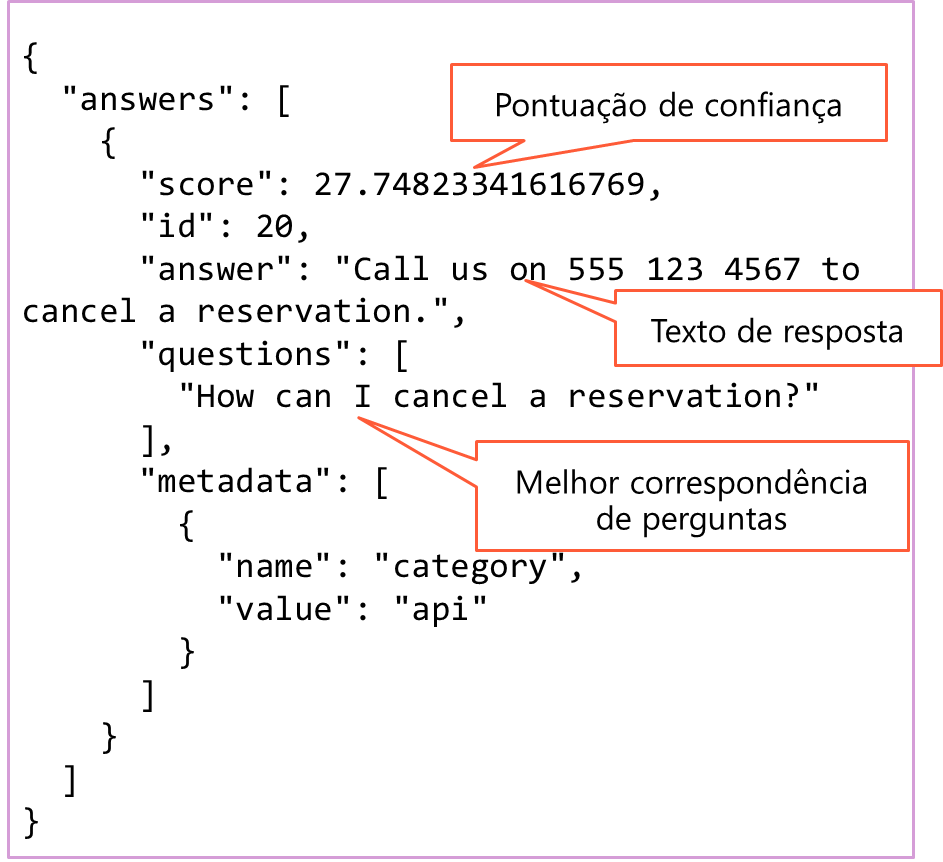 {
"answers": [
Pontuação de confiança
{
"score": 27.74823341616769,
"id": 20,
"answer": "Call us on 555 123 4567 to
cancel a reservation.",
Texto de resposta
"questions": [
"How can I cancel a reservation?"
],
"metadata": [
Melhor correspondência
de perguntas
{
"name": "category",
"value": "api"
}
]
}
]
}